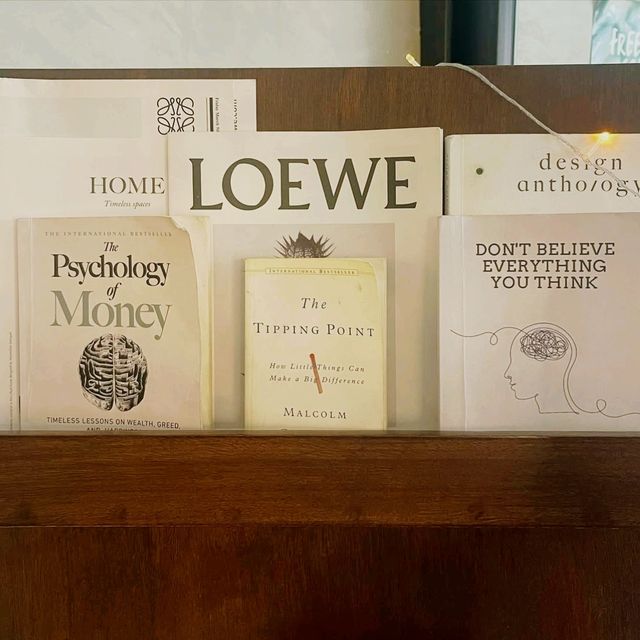 FREE
HOME
Timeless spaces
LOEWE
design
anthology
THE INTERNATIONAL BESTSELLER
The
Psychology
of
Money
TIMELESS LESSONS ON WEALTH, GREED,
INTERNATIONAL BESTSELLER
The
TIPPING POINT
How Little Things Can
Make a Big Difference
MALCOLM
DON'T BELIEVE
EVERYTHING
YOU THINK